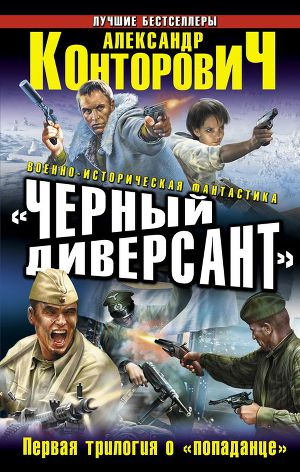 ЛУЧШИЕ БЕСТСЕЛЛЕРЫ
АЛЕКСАНДР
КОНТОРОВИЧ
ВОЕННО-ИСТОРИЧЕСКАЯ ФАНТАСТИКА
«ЧЕРНЫЙ
ДИВЕРСАНТ»
Первая трилогия о «попаданце»